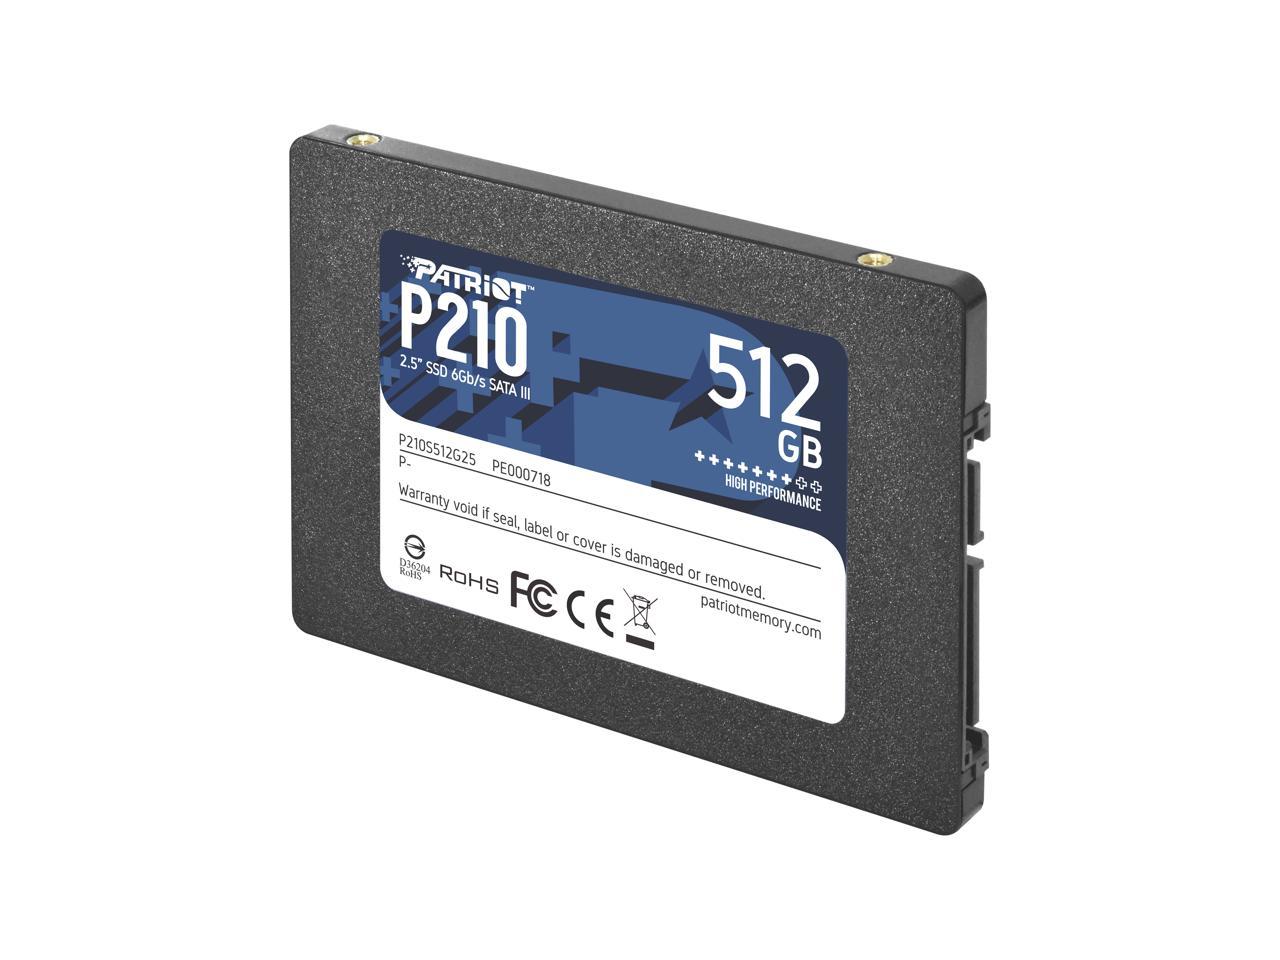 PATRIOT™
P210
2.5" SSD 6Gb/s SATA III
512
GB
HIGH PERFORMANCE
P210S512G25 PE000718
P-
Warranty void if seal, label or cover is damaged or removed.
patriotmemory.com
D36204
RoHS
RoHS
FC
CE